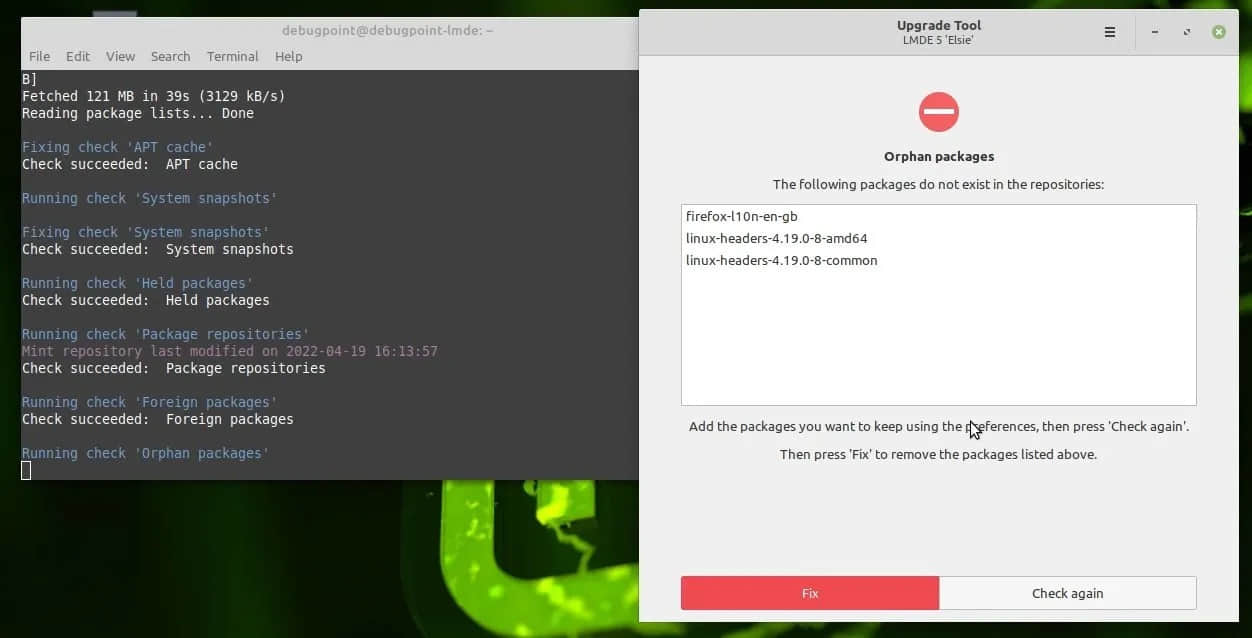 debugpoint@debugpoint-lmde: ~
File Edit View Search Terminal Help
B]
Fetched 121 MB in 39s (3129 kB/s)
Reading package lists... Done
Fixing check 'APT cache'
Check succeeded:  APT cache
Running check 'System snapshots'
Fixing check 'System snapshots'
Check succeeded:  System snapshots
Running check 'Held packages'
Check succeeded:  Held packages
Running check 'Package repositories'
Mint repository last modified on 2022-04-19 16:13:57
Check succeeded:  Package repositories
Running check 'Foreign packages'
Check succeeded:  Foreign packages
Running check 'Orphan packages'
Upgrade Tool
LMDE 5 'Elsie'
Orphan packages
The following packages do not exist in the repositories:
firefox-l10n-en-gb
linux-headers-4.19.0-8-amd64
linux-headers-4.19.0-8-common
Add the packages you want to keep using the preferences, then press 'Check again'.
Then press 'Fix' to remove the packages listed above.
Fix
Check again